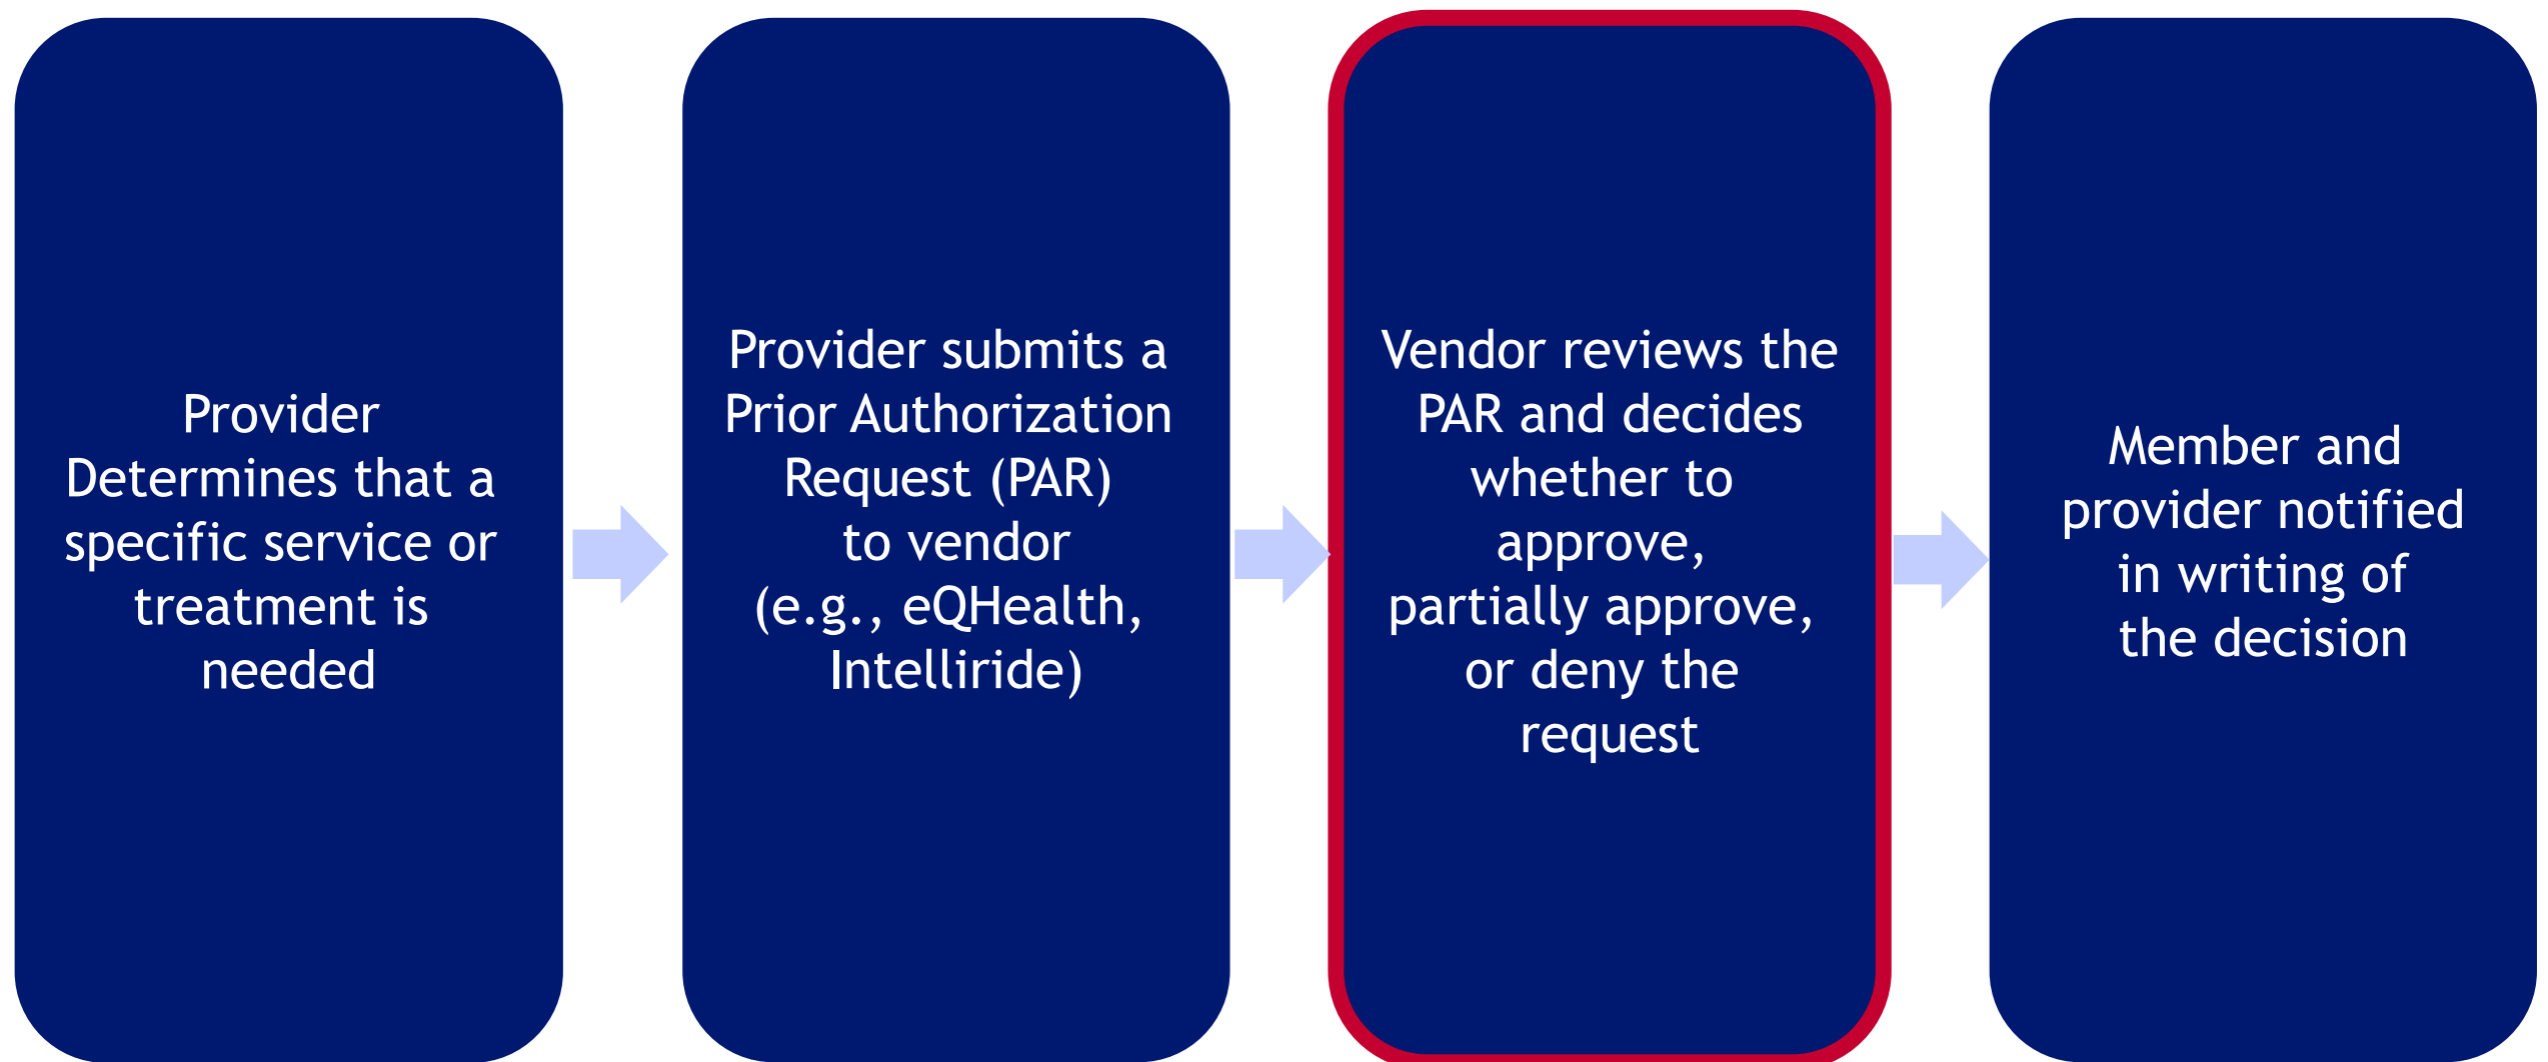 Provider
Determines that a
specific service or
treatment is
needed
Provider submits a
Prior Authorization
Request (PAR)
to vendor
(e.g., eQHealth,
Intelliride)
Vendor reviews the
PAR and decides
whether to
approve,
partially approve,
or deny the
request
Member and
provider notified
in writing of
the decision